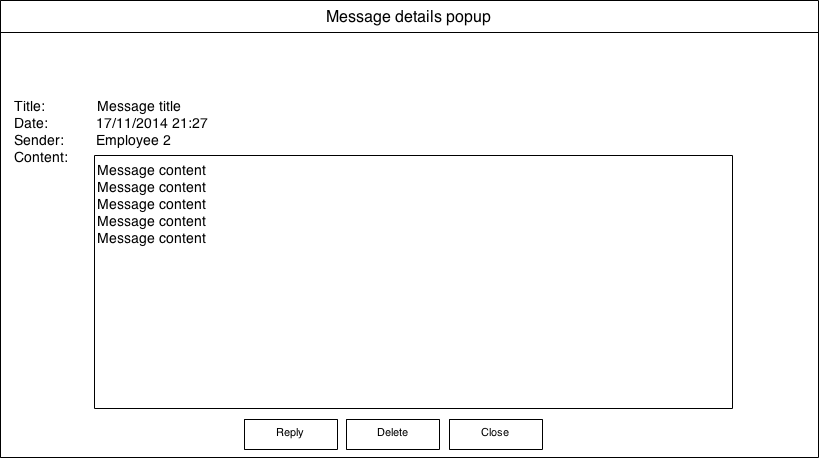 Message details popup
Title: Message title
Date: 17/11/2014 21:27
Sender: Employee 2
Content:
Message content
Message content
Message content
Message content
Message content
Reply Delete Close